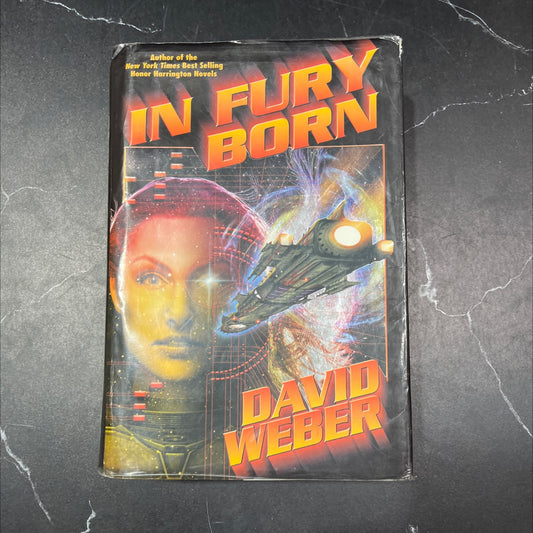 Author of the
New York Times Best Selling
Honor Harrington Novels
IN FURY
BORN
DAVID
WEBER